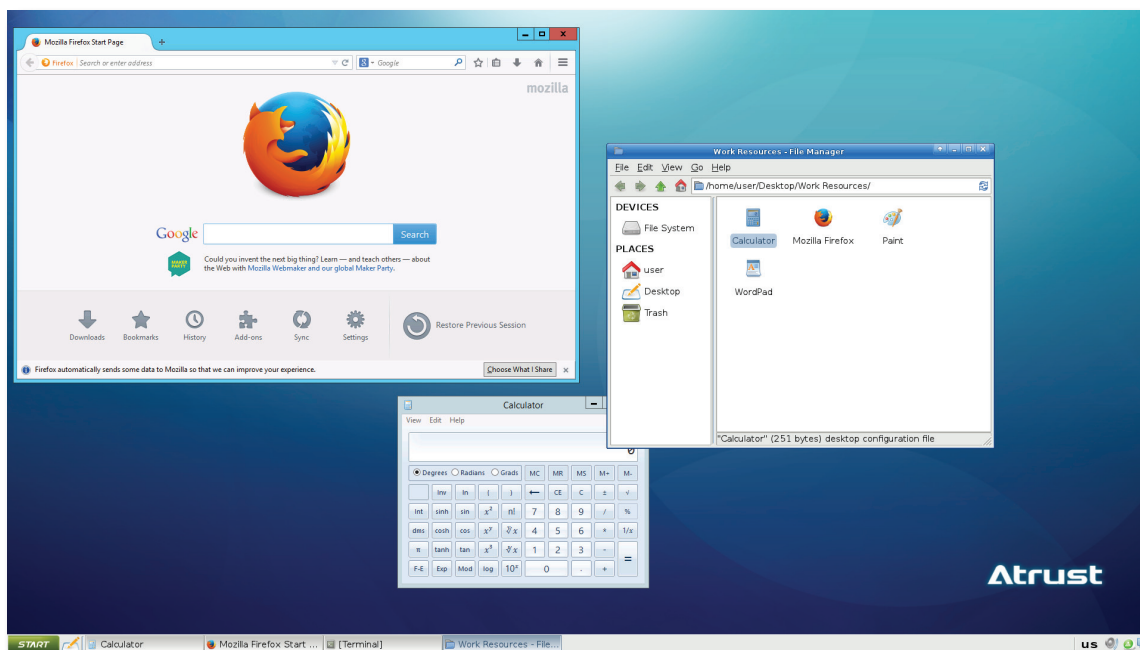 Mozilla Firefox Start Page
Firefox Search or enter address
Google
mozilla
Google Search
Could you invent the next big thing? Learn — and teach others — about
the Web with Mozilla Webmaker and our global Maker Party.
MAKER
PARTY
Downloads Bookmarks History Add-ons Sync Settings Restore Previous Session
Firefox automatically sends some data to Mozilla so that we can improve your experience. Choose What I Share
Work Resources - File Manager
File Edit View Go Help
/home/user/Desktop/Work Resources/
DEVICES
File System
PLACES
user
Desktop
Trash
Calculator Mozilla Firefox Paint
WordPad
"Calculator" (251 bytes) desktop configuration file
Calculator
View Edit Help
0
Degrees Radians Grads MC MR MS M+ M-
Inv ln ( ) ← CE C ± √
Int sinh sin x² n! 7 8 9 / %
dms cosh cos xʸ ʸ√x 4 5 6 * 1/x
π tanh tan x³ ³√x 1 2 3 - =
F-E Exp Mod log 10ˣ 0 . +
Atrust
START Calculator Mozilla Firefox Start ... [Terminal] Work Resources - File... us